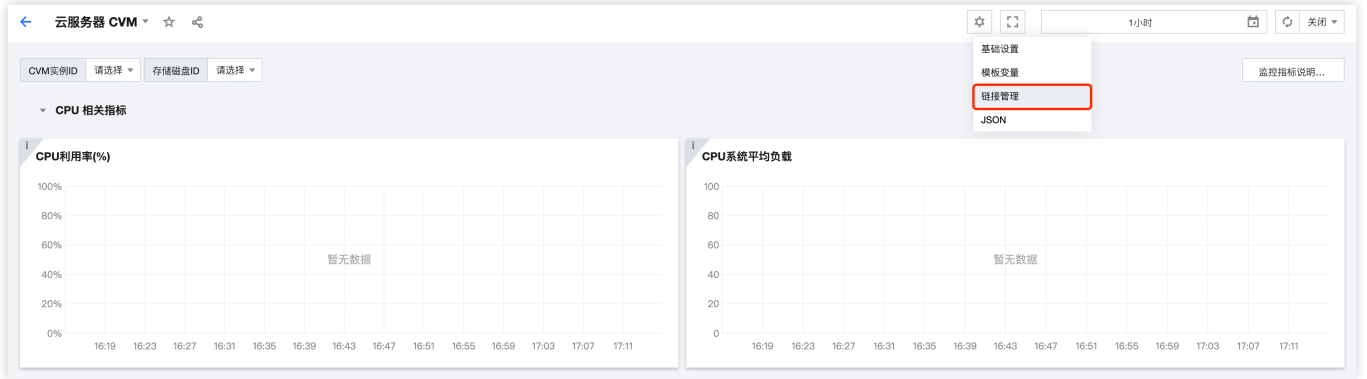 云服务器 CVM
1小时
关闭
基础设置
模板变量
链接管理
JSON
CVM实例ID 请选择 存储磁盘ID 请选择
监控指标说明...
CPU 相关指标
i
CPU利用率(%)
100%
80%
60%
40%
20%
0%
暂无数据
16:19 16:23 16:27 16:31 16:35 16:39 16:43 16:47 16:51 16:55 16:59 17:03 17:07 17:11
i
CPU系统平均负载
100
80
60
40
20
0
暂无数据
16:19 16:23 16:27 16:31 16:35 16:39 16:43 16:47 16:51 16:55 16:59 17:03 17:07 17:11